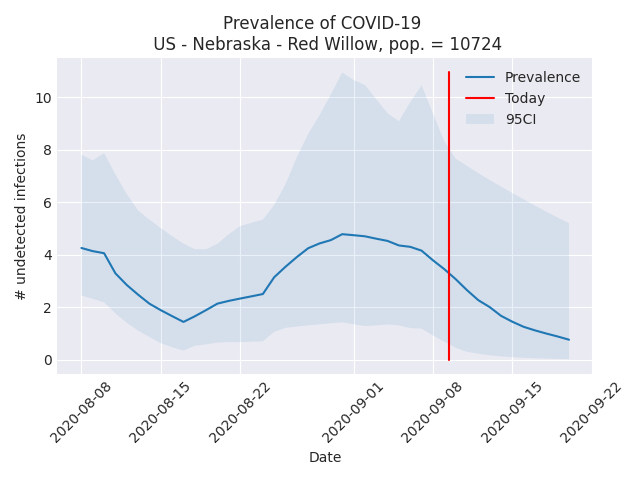 Prevalence of COVID-19
US - Nebraska - Red Willow, pop. = 10724
Prevalence
Today
95CI
# undetected infections
10
8
6
4
2
0
2020-08-08
2020-08-15
2020-08-22
2020-09-01
2020-09-08
2020-09-15
2020-09-22
Date